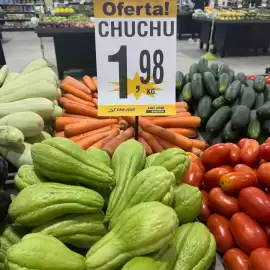 Oferta!
CHUCHU
1,98
KG.